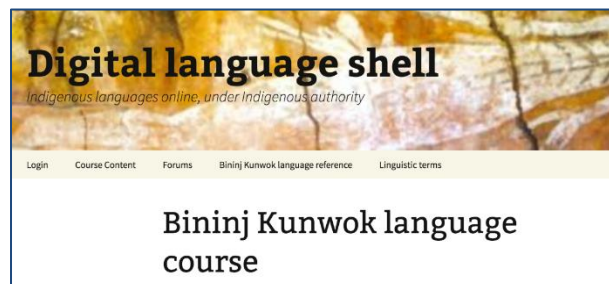 Digital language shell
Indigenous languages online, under Indigenous authority
Login Course Content Forums Bininj Kunwok language reference Linguistic terms
Bininj Kunwok language
course